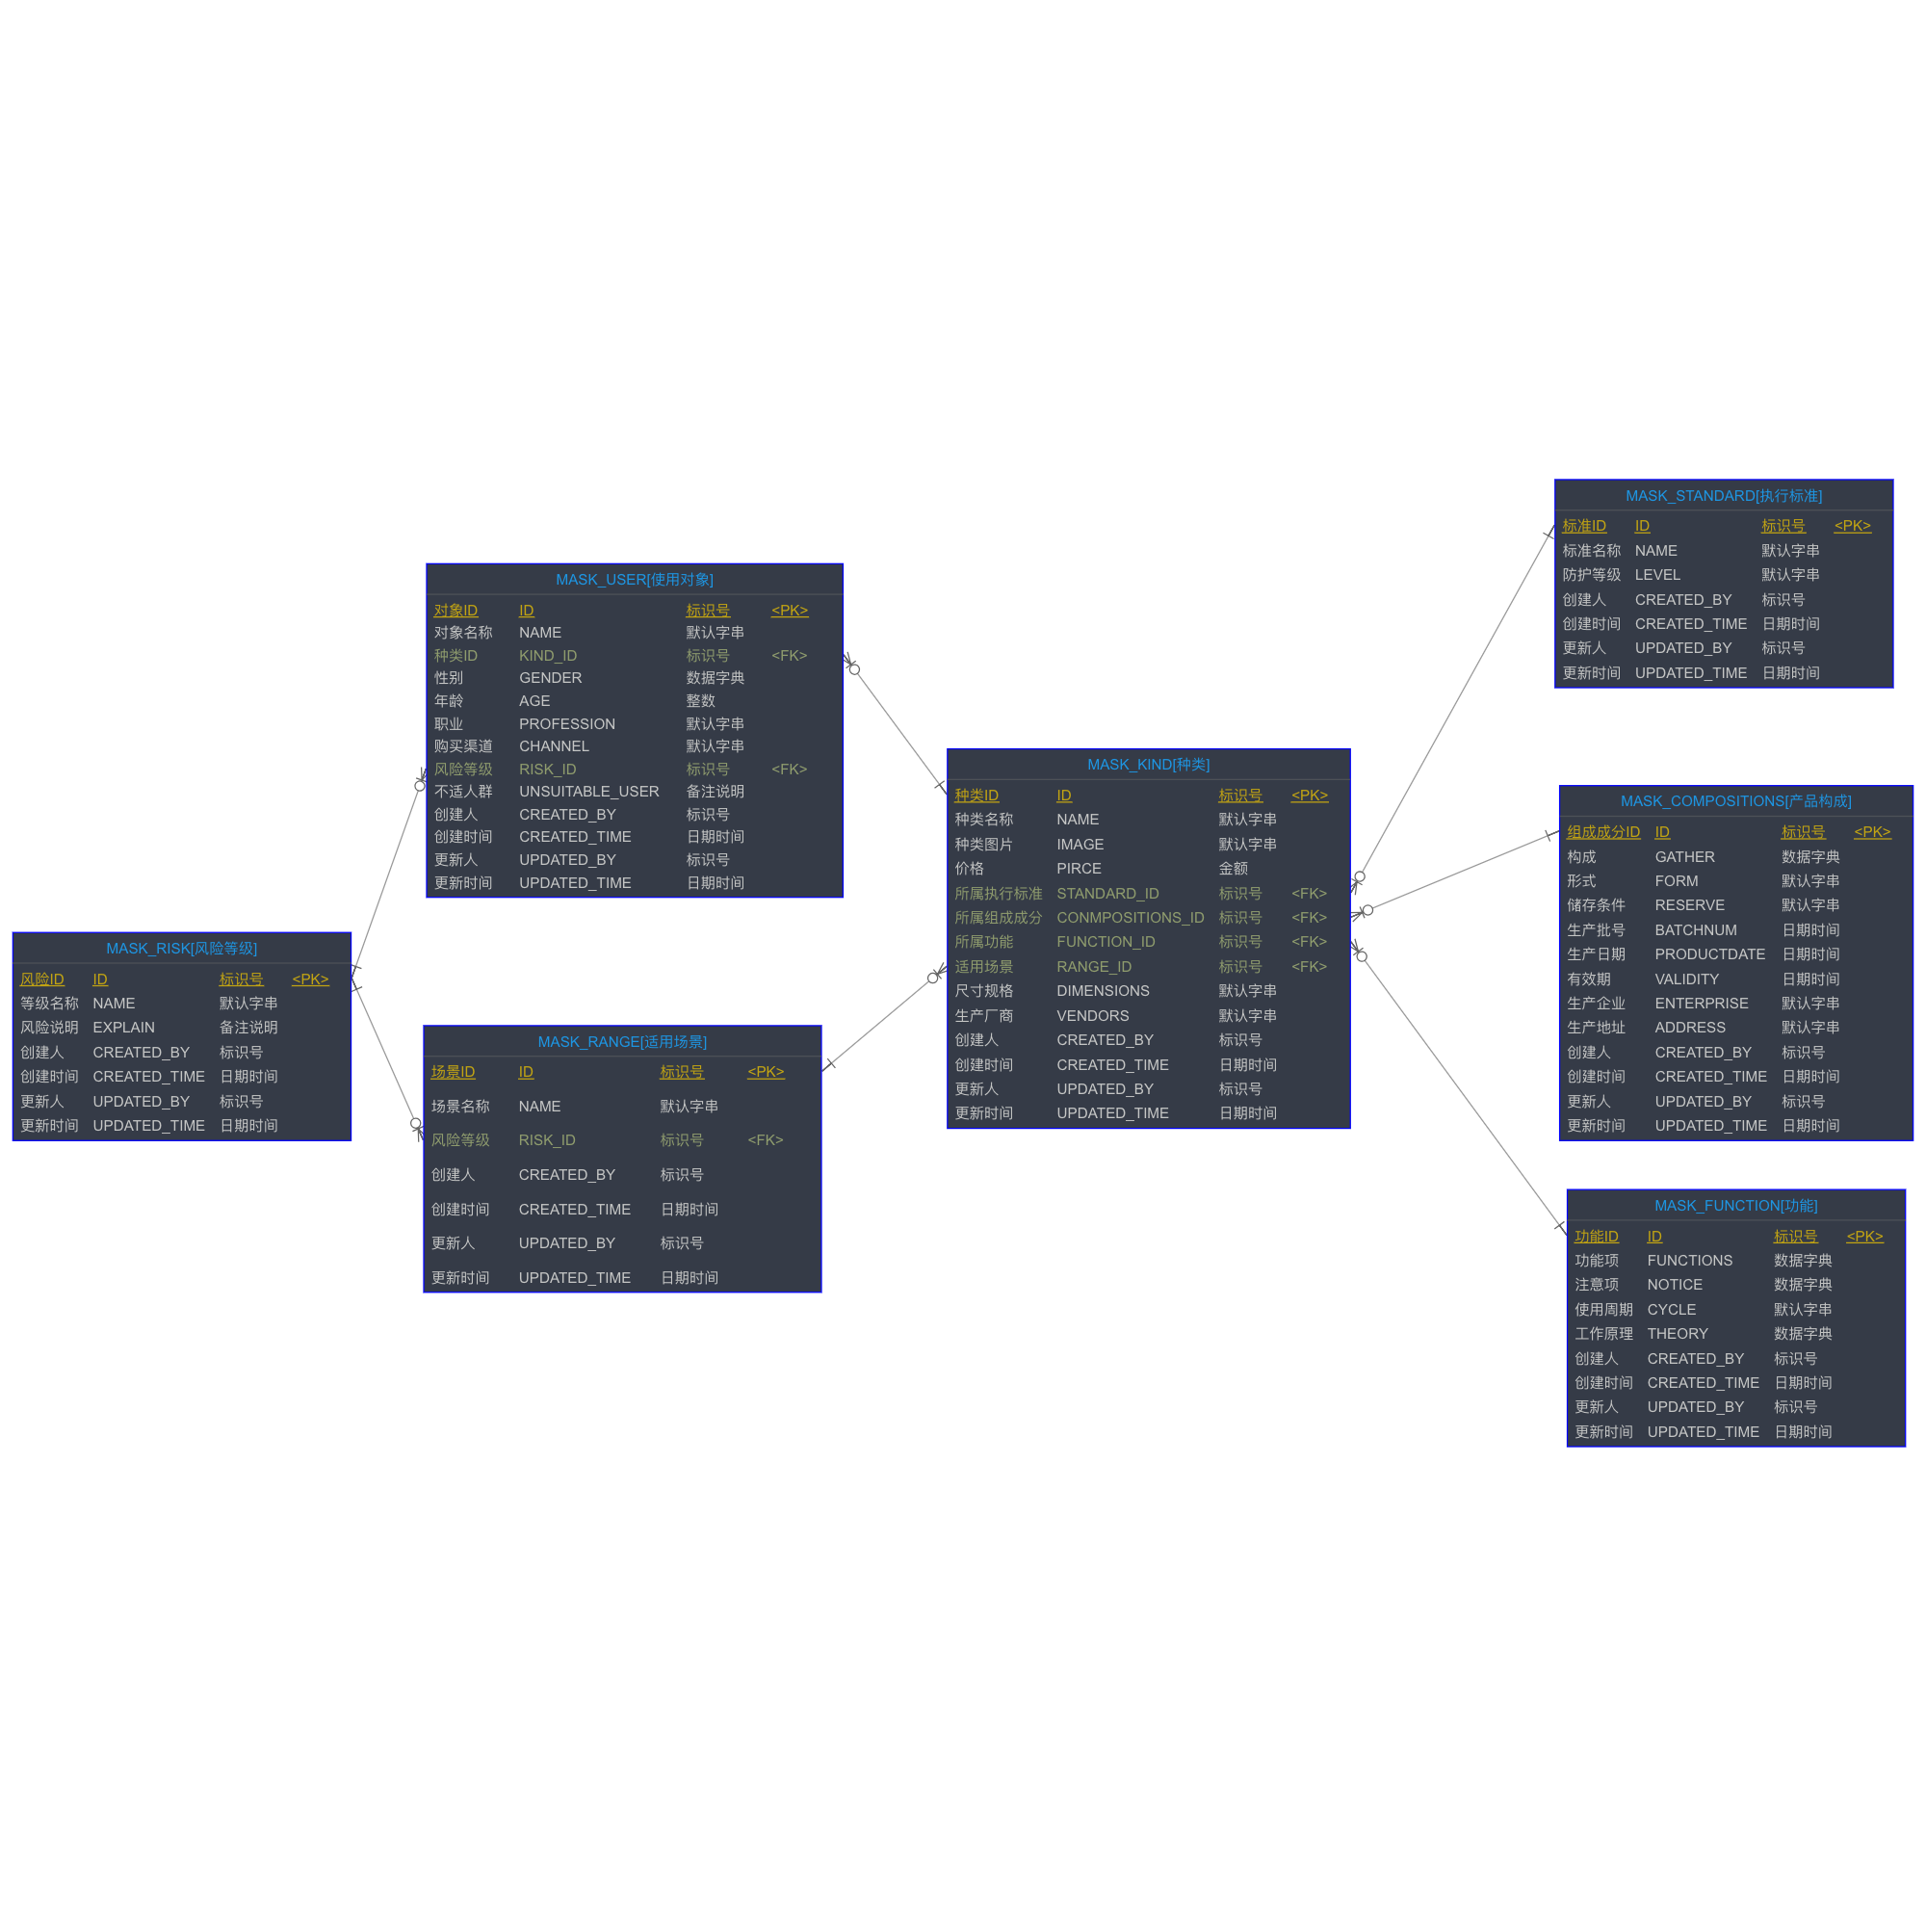 MASK_RISK[风险等级]
风险ID ID 标识号 <PK>
等级名称 NAME 默认字串
风险说明 EXPLAIN 备注说明
创建人 CREATED_BY 标识号
创建时间 CREATED_TIME 日期时间
更新人 UPDATED_BY 标识号
更新时间 UPDATED_TIME 日期时间
MASK_USER[使用对象]
对象ID ID 标识号 <PK>
对象名称 NAME 默认字串
种类ID KIND_ID 标识号 <FK>
性别 GENDER 数据字典
年龄 AGE 整数
职业 PROFESSION 默认字串
购买渠道 CHANNEL 默认字串
风险等级 RISK_ID 标识号 <FK>
不适人群 UNSUITABLE_USER 备注说明
创建人 CREATED_BY 标识号
创建时间 CREATED_TIME 日期时间
更新人 UPDATED_BY 标识号
更新时间 UPDATED_TIME 日期时间
MASK_RANGE[适用场景]
场景ID ID 标识号 <PK>
场景名称 NAME 默认字串
风险等级 RISK_ID 标识号 <FK>
创建人 CREATED_BY 标识号
创建时间 CREATED_TIME 日期时间
更新人 UPDATED_BY 标识号
更新时间 UPDATED_TIME 日期时间
MASK_KIND[种类]
种类ID ID 标识号 <PK>
种类名称 NAME 默认字串
种类图片 IMAGE 默认字串
价格 PIRCE 金额
所属执行标准 STANDARD_ID 标识号 <FK>
所属组成成分 CONMPOSITIONS_ID 标识号 <FK>
所属功能 FUNCTION_ID 标识号 <FK>
适用场景 RANGE_ID 标识号 <FK>
尺寸规格 DIMENSIONS 默认字串
生产厂商 VENDORS 默认字串
创建人 CREATED_BY 标识号
创建时间 CREATED_TIME 日期时间
更新人 UPDATED_BY 标识号
更新时间 UPDATED_TIME 日期时间
MASK_STANDARD[执行标准]
标准ID ID 标识号 <PK>
标准名称 NAME 默认字串
防护等级 LEVEL 默认字串
创建人 CREATED_BY 标识号
创建时间 CREATED_TIME 日期时间
更新人 UPDATED_BY 标识号
更新时间 UPDATED_TIME 日期时间
MASK_COMPOSITIONS[产品构成]
组成成分ID ID 标识号 <PK>
构成 GATHER 数据字典
形式 FORM 默认字串
储存条件 RESERVE 默认字串
生产批号 BATCHNUM 日期时间
生产日期 PRODUCTDATE 日期时间
有效期 VALIDITY 日期时间
生产企业 ENTERPRISE 默认字串
生产地址 ADDRESS 默认字串
创建人 CREATED_BY 标识号
创建时间 CREATED_TIME 日期时间
更新人 UPDATED_BY 标识号
更新时间 UPDATED_TIME 日期时间
MASK_FUNCTION[功能]
功能ID ID 标识号 <PK>
功能项 FUNCTIONS 数据字典
注意项 NOTICE 数据字典
使用周期 CYCLE 默认字串
工作原理 THEORY 数据字典
创建人 CREATED_BY 标识号
创建时间 CREATED_TIME 日期时间
更新人 UPDATED_BY 标识号
更新时间 UPDATED_TIME 日期时间